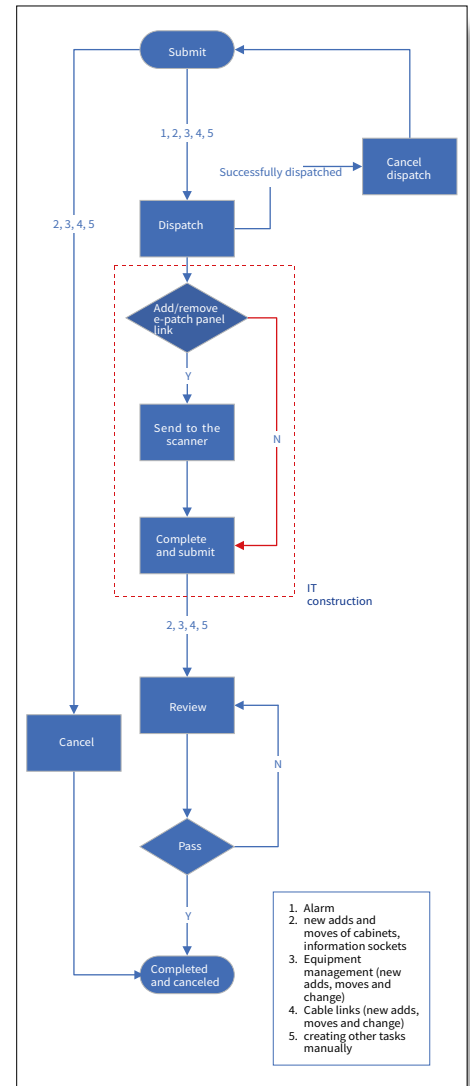 Submit
1, 2, 3, 4, 5
Successfully dispatched
Cancel
dispatch
2, 3, 4, 5
Dispatch
Add/remove
e-patch panel
link
Y
Send to the
scanner
N
Complete
and submit
IT
construction
2, 3, 4, 5
Review
Cancel
N
Pass
Y
Completed
and canceled
1. Alarm
2. new adds and
moves of cabinets,
information sockets
3. Equipment
management (new
adds, moves and
change)
4. Cable links (new adds,
moves and change)
5. creating other tasks
manually